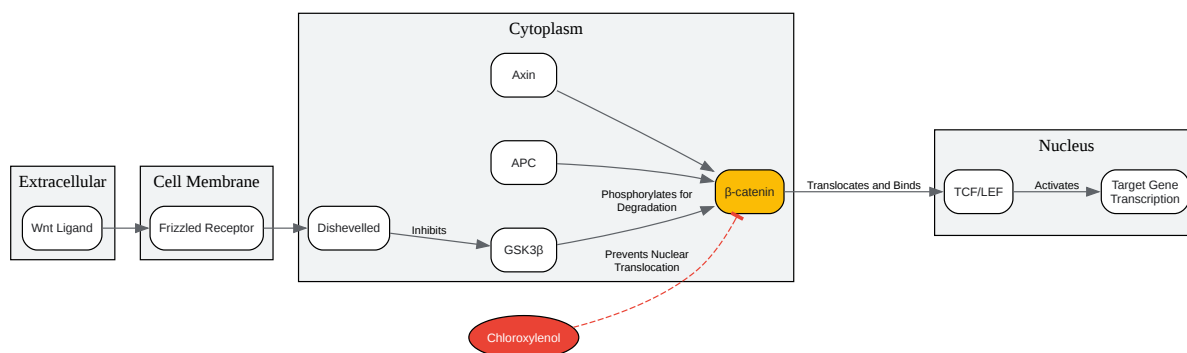 Cytoplasm
Axin
APC
Extracellular
Cell Membrane
Nucleus
Wnt Ligand
Frizzled Receptor
Dishevelled
Inhibits
GSK3β
Phosphorylates for
Degradation
β-catenin
Translocates and Binds
TCF/LEF
Activates
Target Gene
Transcription
Prevents Nuclear
Translocation
Chloroxylenol